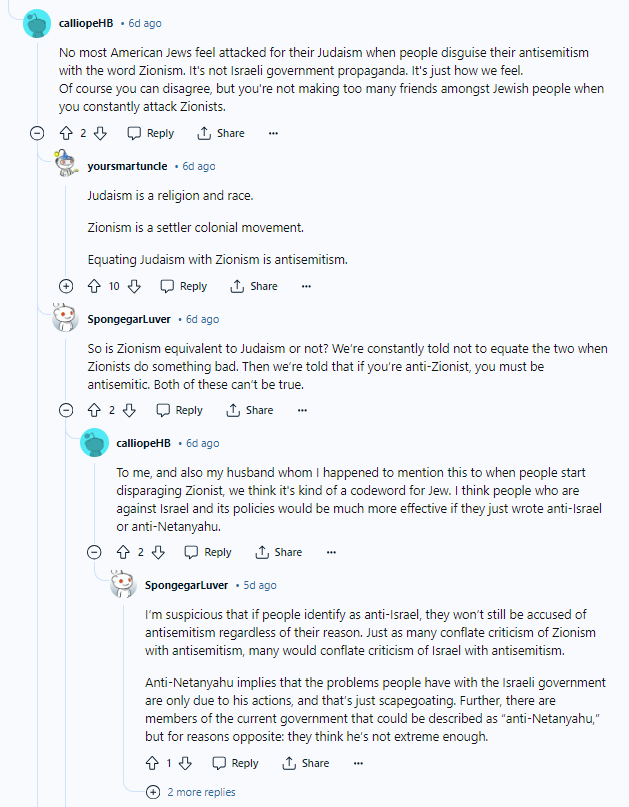 calliopeHB • 6d ago
No most American Jews feel attacked for their Judaism when people disguise their antisemitism
with the word Zionism. It's not Israeli government propaganda. It's just how we feel.
Of course you can disagree, but you're not making too many friends amongst Jewish people when
you constantly attack Zionists.
2 Reply Share ...
yoursmartuncle • 6d ago
Judaism is a religion and race.
Zionism is a settler colonial movement.
Equating Judaism with Zionism is antisemitism.
10 Reply Share ...
SpongegarLuver • 6d ago
So is Zionism equivalent to Judaism or not? We're constantly told not to equate the two when
Zionists do something bad. Then we're told that if you're anti-Zionist, you must be
antisemitic. Both of these can't be true.
2 Reply Share ...
calliopeHB • 6d ago
To me, and also my husband whom I happened to mention this to when people start
disparaging Zionist, we think it's kind of a codeword for Jew. I think people who are
against Israel and its policies would be much more effective if they just wrote anti-Israel
or anti-Netanyahu.
2 Reply Share ...
SpongegarLuver • 5d ago
I'm suspicious that if people identify as anti-Israel, they won't still be accused of
antisemitism regardless of their reason. Just as many conflate criticism of Zionism
with antisemitism, many would conflate criticism of Israel with antisemitism.
Anti-Netanyahu implies that the problems people have with the Israeli government
are only due to his actions, and that's just scapegoating. Further, there are
members of the current government that could be described as "anti-Netanyahu,"
but for reasons opposite: they think he's not extreme enough.
1 Reply Share ...
2 more replies